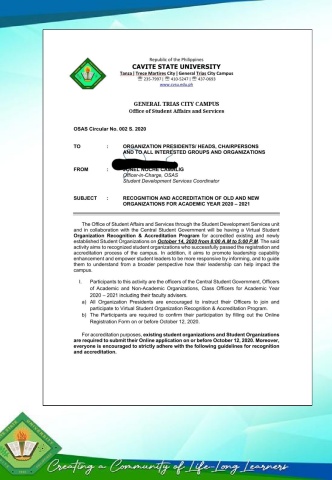 Republic of the Philippines
CAVITE STATE UNIVERSITY
Tanza | Trece Martires City | General Trias City Campus
235-7997 | 410-5247 | 437-0693
www.cvsu.edu.ph
GENERAL TRIAS CITY CAMPUS
Office of Student Affairs and Services
OSAS Circular No. 002 S. 2020
TO : ORGANIZATION PRESIDENTS/ HEADS, CHAIRPERSONS
AND TO ALL INTERESTED GROUPS AND ORGANIZATIONS
FROM :
Officer-in-Charge, OSAS
Student Development Services Coordinator
SUBJECT : RECOGNITION AND ACCREDITATION OF OLD AND NEW
ORGANIZATIONS FOR ACADEMIC YEAR 2020 – 2021
The Office of Student Affairs and Services through the Student Development Services unit
and in collaboration with the Central Student Government will be having a Virtual Student
Organization Recognition & Accreditation Program for accredited existing and newly
established Student Organizations on October 14, 2020 from 8:00 A.M to 5:00 P.M. The said
activity aims to recognized student organizations who successfully passed the registration and
accreditation process of the campus. In addition, it aims to promote leadership capability
enhancement and empower student leaders to be more responsive by informing, and to guide
them to understand from a broader perspective how their leadership can help impact the
campus.
I. Participants to this activity are the officers of the Central Student Government, Officers
of Academic and Non-Academic Organizations, Class Officers for Academic Year
2020 – 2021 including their faculty advisers.
a) All Organization Presidents are encouraged to instruct their Officers to join and
participate to Virtual Student Organization Recognition & Accreditation Program.
b) The Participants are required to confirm their participation by filling out the Online
Registration Form on or before October 12, 2020.
For accreditation purposes, existing student organizations and Student Organizations
are required to submit their Online application on or before October 12, 2020. Moreover,
everyone is encouraged to strictly adhere with the following guidelines for recognition
and accreditation.
Creating a Community of Life-Long Learners